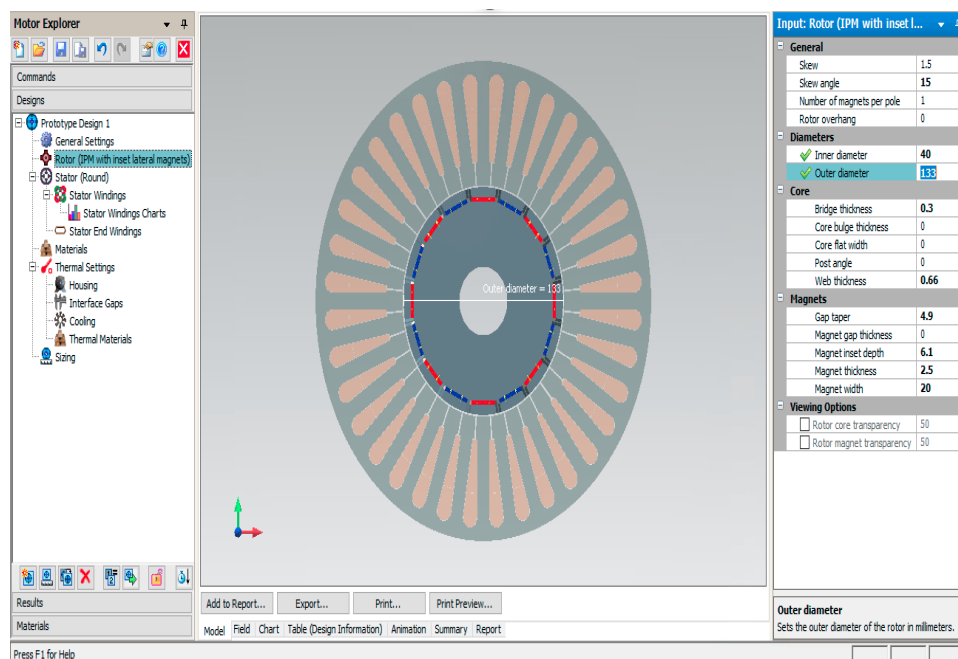 Motor Explorer
Commands
Designs
Prototype Design 1
General Settings
Rotor (IPM with inset lateral magnets)
Stator (Round)
Stator Windings
Stator Windings Charts
Stator End Windings
Materials
Thermal Settings
Housing
Interface Gaps
Cooling
Thermal Materials
Sizing
Results
Materials
Press F1 for Help
Outer diameter = 133
Add to Report... Export... Print... Print Preview...
Model Field Chart Table (Design Information) Animation Summary Report
Input: Rotor (IPM with inset l...
General
Skew 1.5
Skew angle 15
Number of magnets per pole 1
Rotor overhang 0
Diameters
Inner diameter 40
Outer diameter 133
Core
Bridge thickness 0.3
Core bulge thickness 0
Core flat width 0
Post angle 0
Web thickness 0.66
Magnets
Gap taper 4.9
Magnet gap thickness 0
Magnet inset depth 6.1
Magnet thickness 2.5
Magnet width 20
Viewing Options
Rotor core transparency 50
Rotor magnet transparency 50
Outer diameter
Sets the outer diameter of the rotor in millimeters.